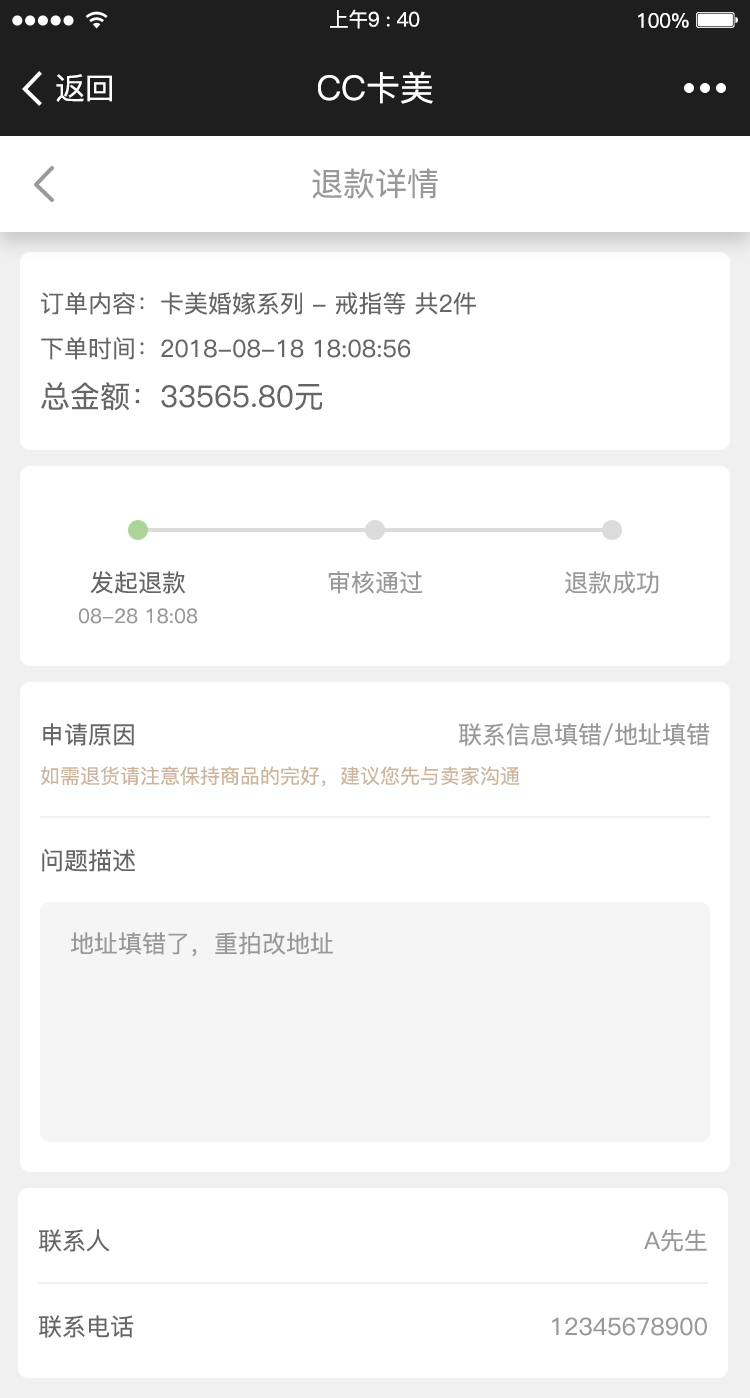 上午9 : 40
100%
返回
CC卡美
退款详情
订单内容：卡美婚嫁系列 – 戒指等 共2件
下单时间：2018–08–18 18:08:56
总金额：33565.80元
发起退款 审核通过 退款成功
08–28 18:08
申请原因 联系信息填错/地址填错
如需退货请注意保持商品的完好，建议您先与卖家沟通
问题描述
地址填错了，重拍改地址
联系人 A先生
联系电话 12345678900